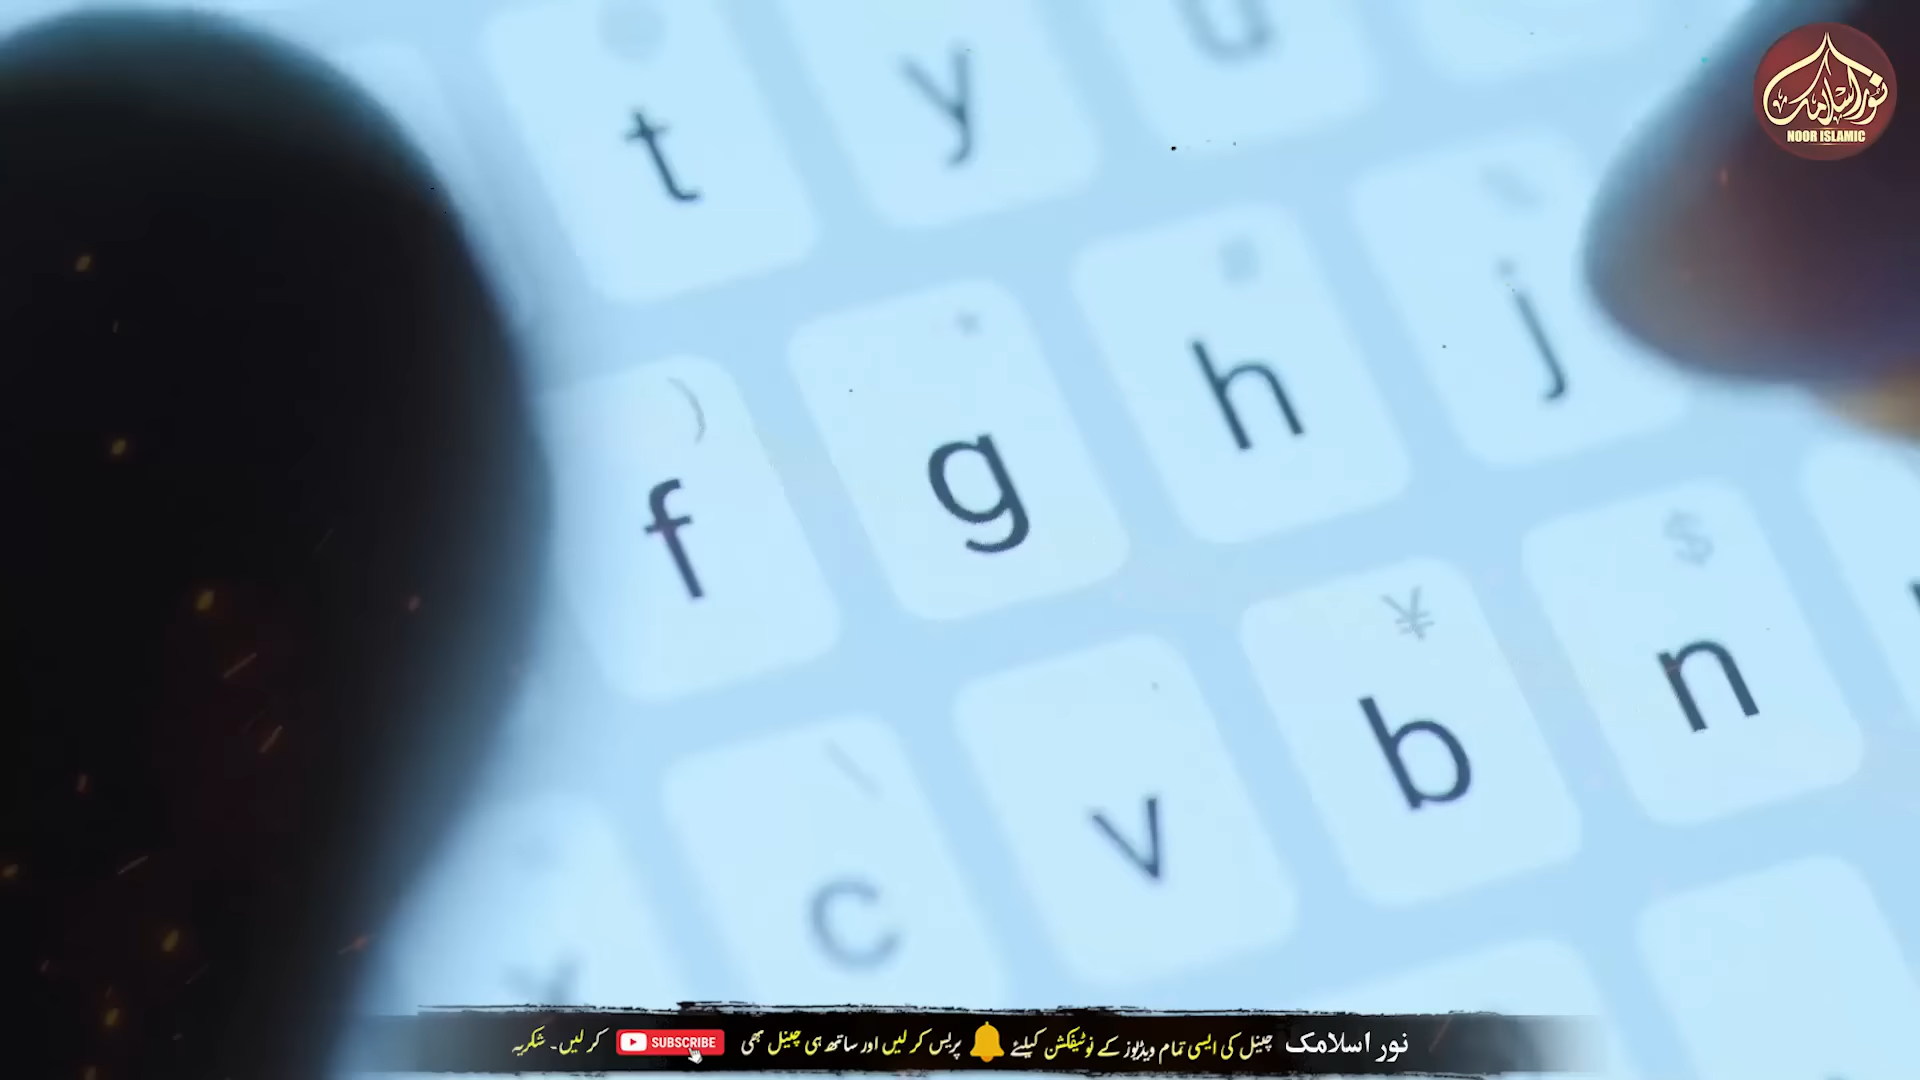 نور اسلامک
NOOR ISLAMIC
t y u
) * \
f g h j
\ ¥ $
x c v b n
نور اسلامک چینل کی ایسی تمام ویڈیوز کے نوٹیفکشن کیلئے پریس کر لیں اور ساتھ ہی چینل بھی SUBSCRIBE کر لیں۔ شکریہ